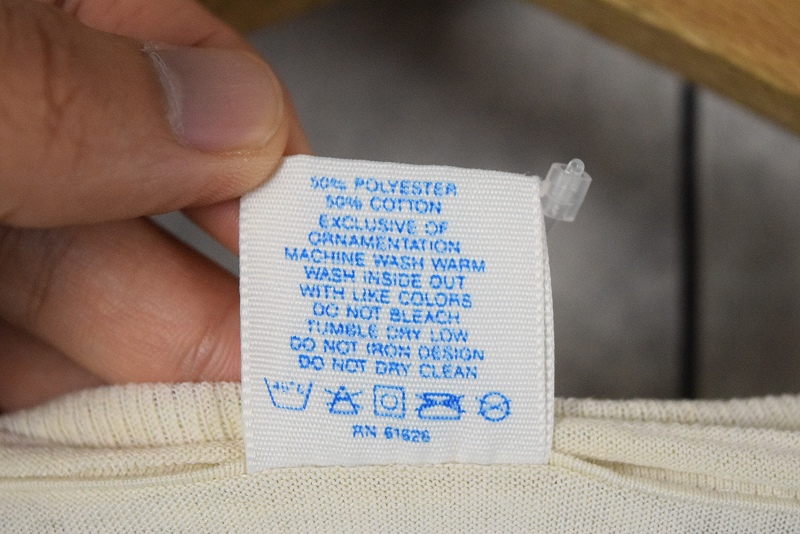 50% POLYESTER
50% COTTON
EXCLUSIVE OF
ORNAMENTATION
MACHINE WASH WARM
WASH INSIDE OUT
WITH LIKE COLORS
DO NOT BLEACH
TUMBLE DRY LOW
DO NOT IRON DESIGN
DO NOT DRY CLEAN
40°C
RN 61628